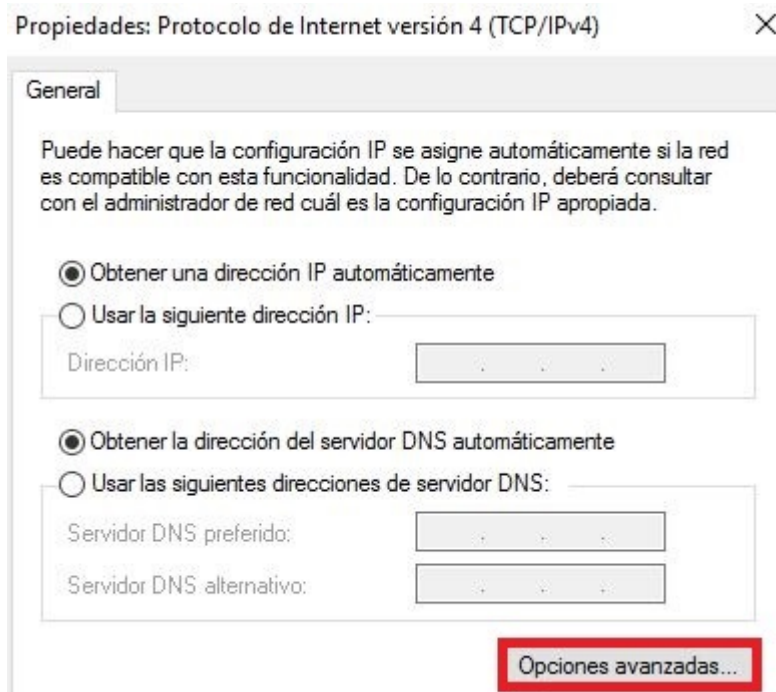 Propiedades: Protocolo de Internet versión 4 (TCP/IPv4)
General
Puede hacer que la configuración IP se asigne automáticamente si la red
es compatible con esta funcionalidad. De lo contrario, deberá consultar
con el administrador de red cuál es la configuración IP apropiada.
Obtener una dirección IP automáticamente
Usar la siguiente dirección IP:
Dirección IP:
Obtener la dirección del servidor DNS automáticamente
Usar las siguientes direcciones de servidor DNS:
Servidor DNS preferido:
Servidor DNS alternativo:
Opciones avanzadas...